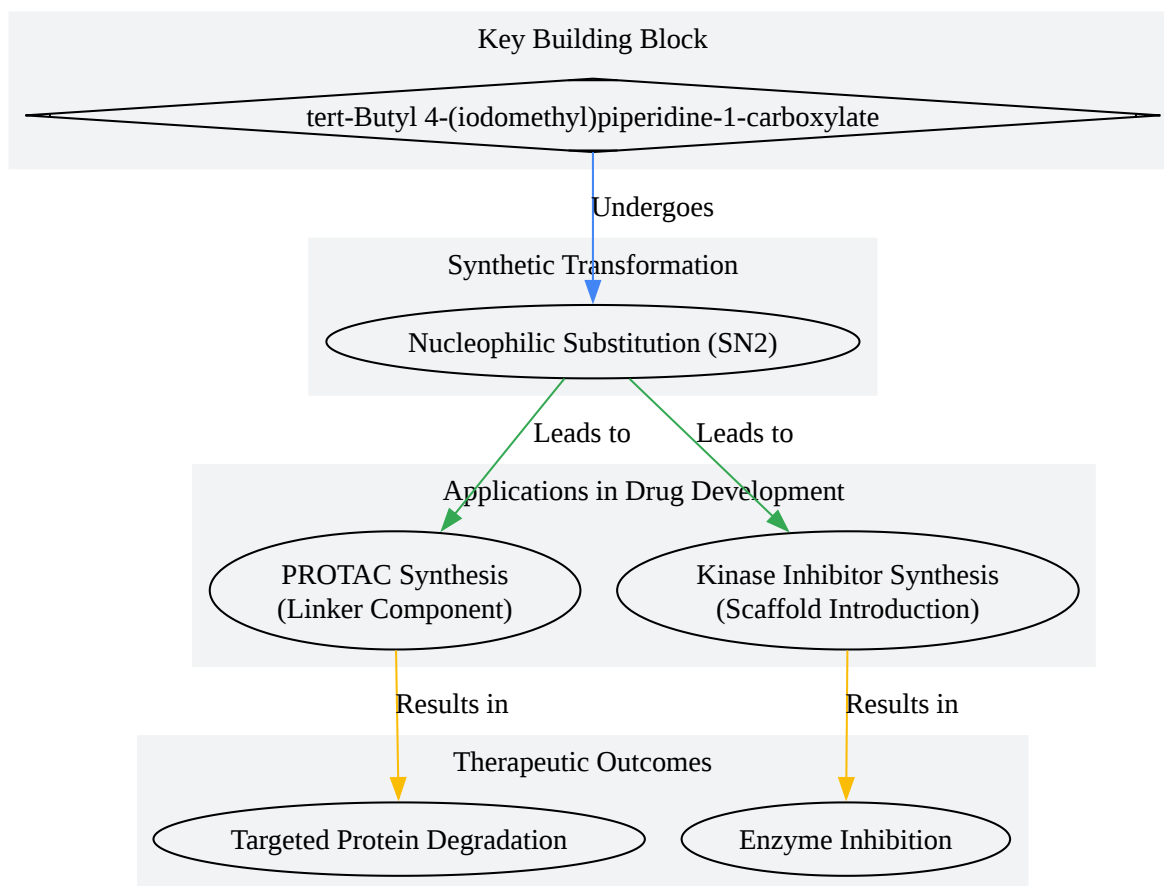 Key Building Block
tert-Butyl 4-(iodomethyl)piperidine-1-carboxylate
Undergoes
Synthetic Transformation
Nucleophilic Substitution (SN2)
Leads to
Leads to
Applications in Drug Development
PROTAC Synthesis
(Linker Component)
Kinase Inhibitor Synthesis
(Scaffold Introduction)
Results in
Results in
Therapeutic Outcomes
Targeted Protein Degradation
Enzyme Inhibition